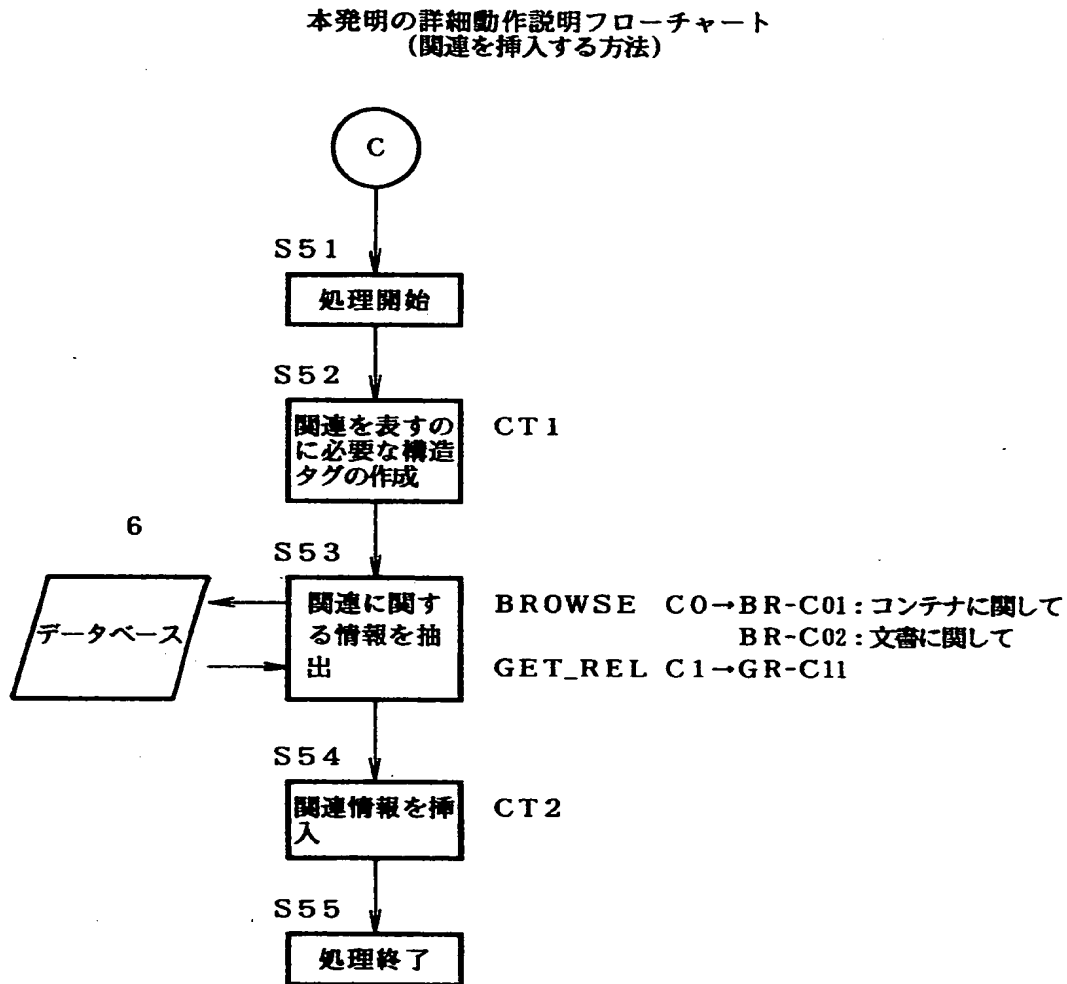 本発明の詳細動作説明フローチャート
(関連を挿入する方法)
C
S51
処理開始
S52
関連を表すの
に必要な構造
タグの作成
CT1
6
データベース
S53
関連に関す
る情報を抽
出
BROWSE C0→BR-C01:コンテナに関して
BR-C02:文書に関して
GET_REL C1→GR-C11
S54
関連情報を挿
入
CT2
S55
処理終了